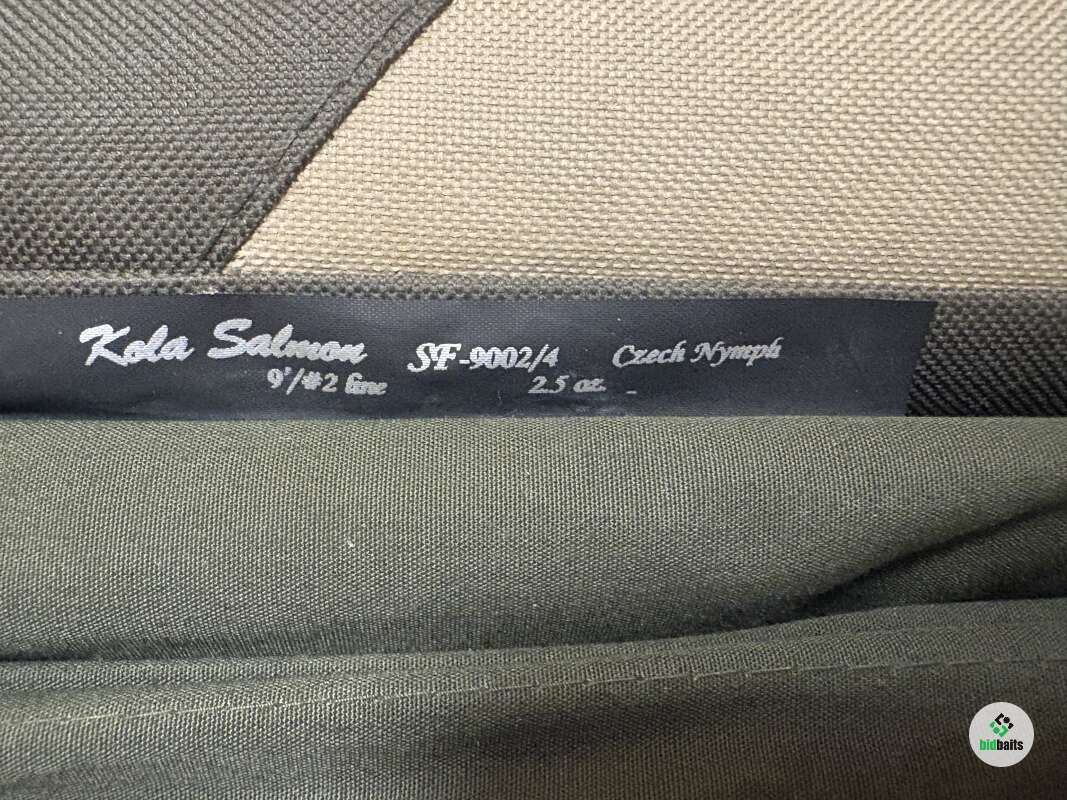 Kola Salmon SF-9002/4 Czech Nymph
9'/#2 line 2.5 oz.
bidbaits